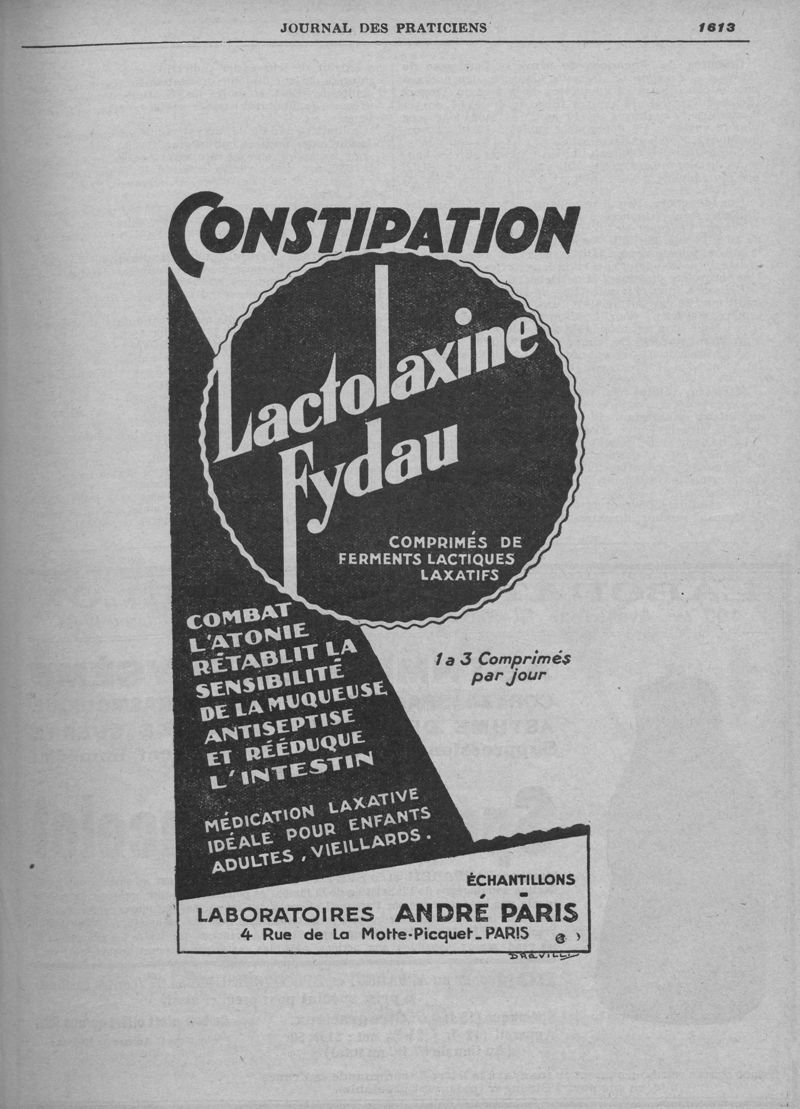 JOURNAL DES PRATICIENS 1613
CONSTIPATION
Lactolaxine
Fydau
COMPRIMÉS DE
FERMENTS LACTIQUES
LAXATIFS
COMBAT
L'ATONIE
RÉTABLIT LA
SENSIBILITÉ
DE LA MUQUEUSE
ANTISEPTISE
ET RÉÉDUQUE
L'INTESTIN
1 a 3 Comprimés
par jour
MÉDICATION LAXATIVE
IDÉALE POUR ENFANTS
ADULTES, VIEILLARDS.
ÉCHANTILLONS
LABORATOIRES ANDRÉ PARIS
4 Rue de La Motte-Picquet_PARIS